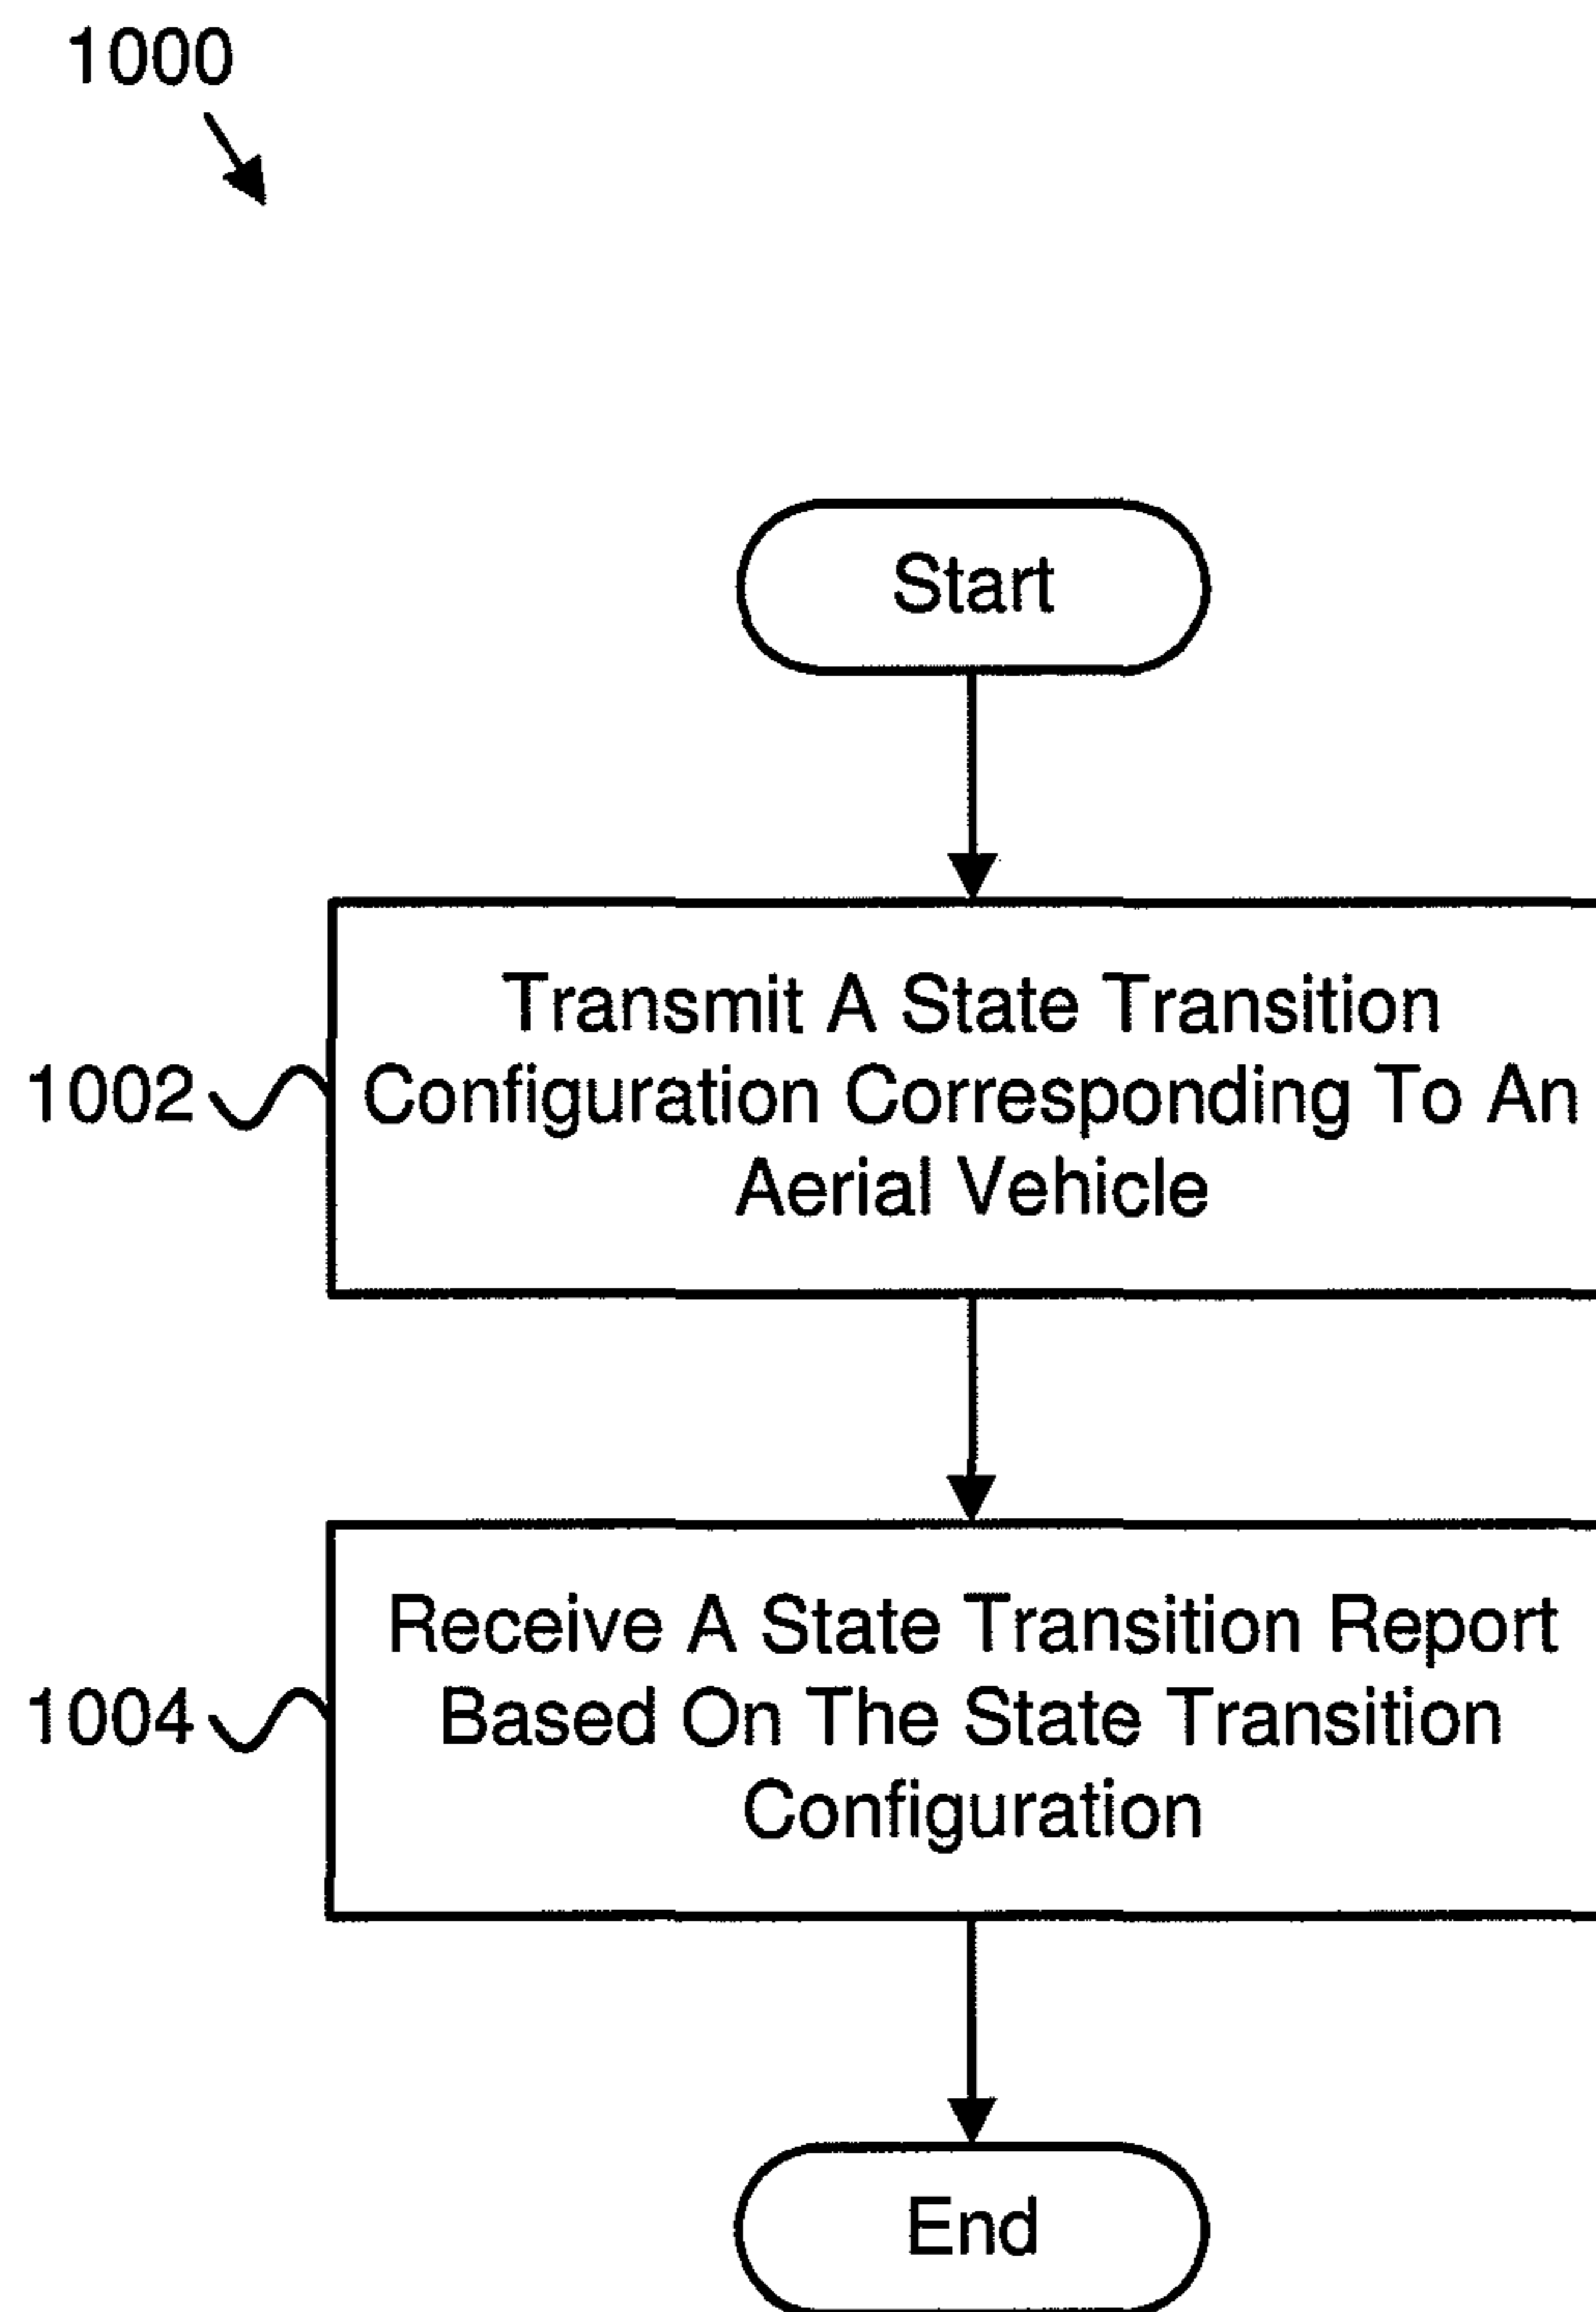 1000
Start
Transmit A State Transition
1002
Configuration Corresponding To An
Aerial Vehicle
Receive A State Transition Report
1004
Based On The State Transition
Configuration
End